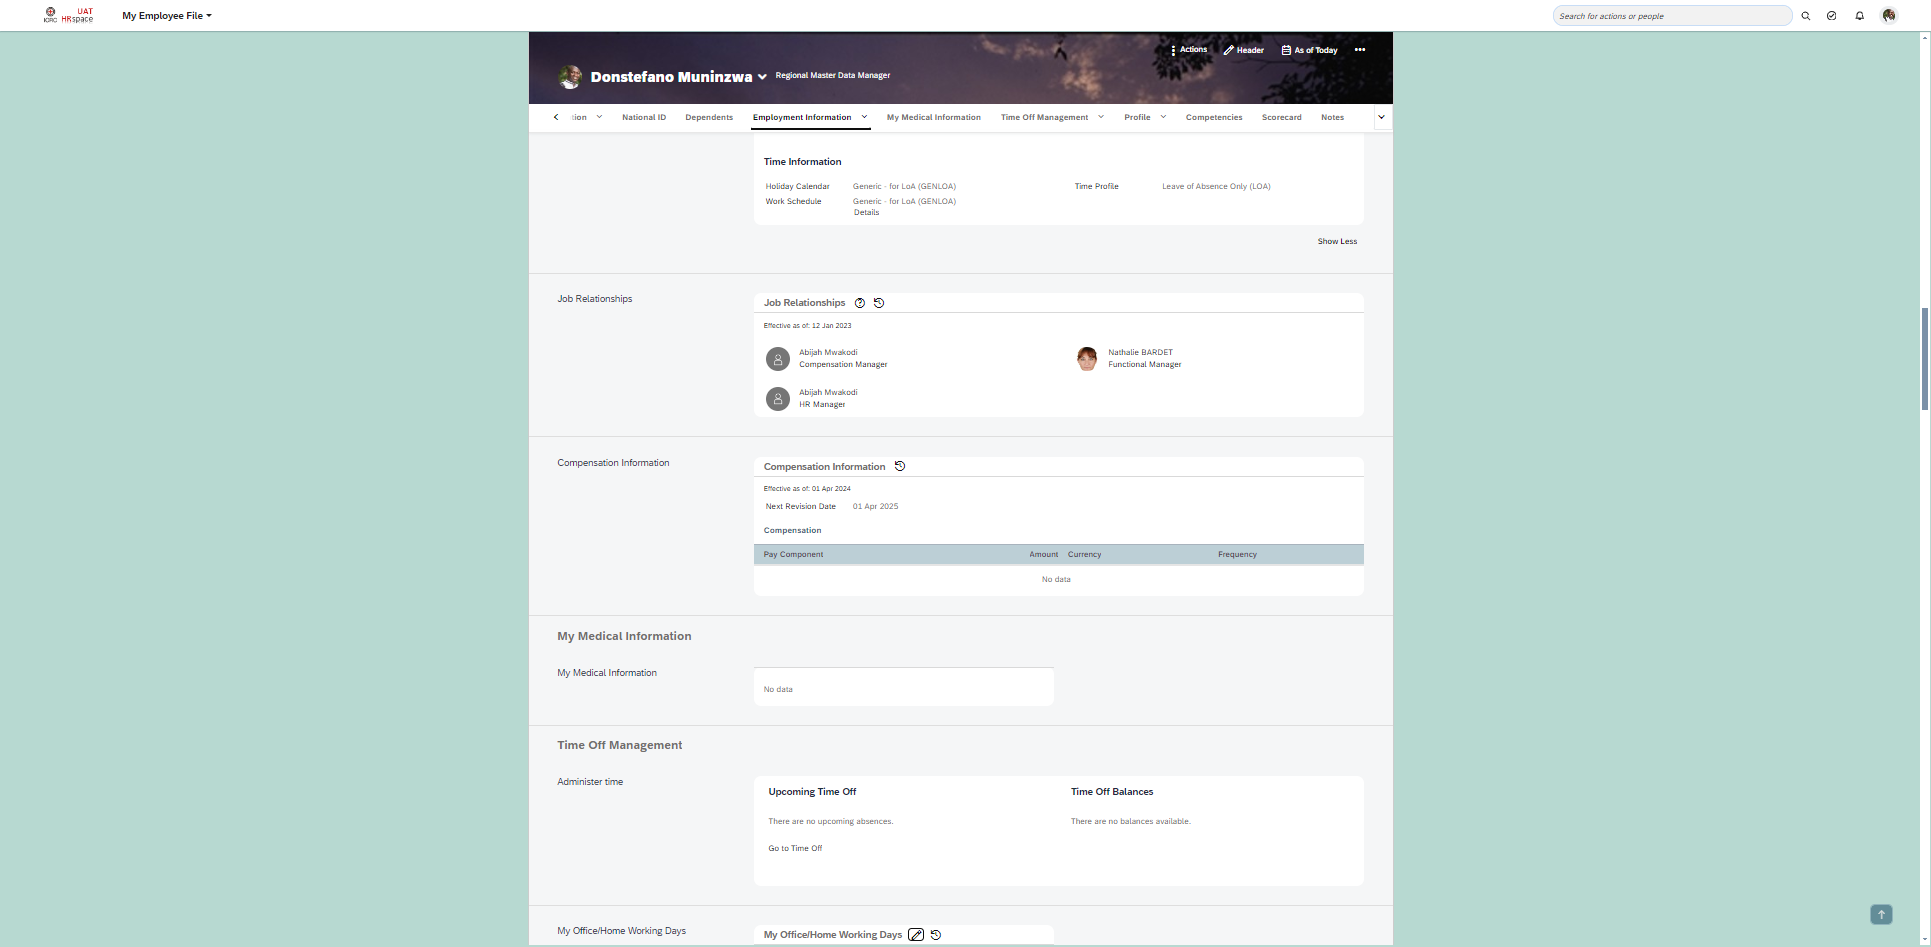 UAT
ICRC HRspace
My Employee File
Search for actions or people
Actions
Header
As of Today
Donstefano Muninzwa
Regional Master Data Manager
tion
National ID
Dependents
Employment Information
My Medical Information
Time Off Management
Profile
Competencies
Scorecard
Notes
Time Information
Holiday Calendar Generic - for LoA (GENLOA)
Time Profile Leave of Absence Only (LOA)
Work Schedule Generic - for LoA (GENLOA)
Details
Show Less
Job Relationships
Job Relationships
Effective as of: 12 Jan 2023
Abijah Mwakodi
Compensation Manager
Nathalie BARDET
Functional Manager
Abijah Mwakodi
HR Manager
Compensation Information
Compensation Information
Effective as of: 01 Apr 2024
Next Revision Date 01 Apr 2025
Compensation
Pay Component Amount Currency Frequency
No data
My Medical Information
My Medical Information
No data
Time Off Management
Administer time
Upcoming Time Off
Time Off Balances
There are no upcoming absences.
There are no balances available.
Go to Time Off
My Office/Home Working Days
My Office/Home Working Days